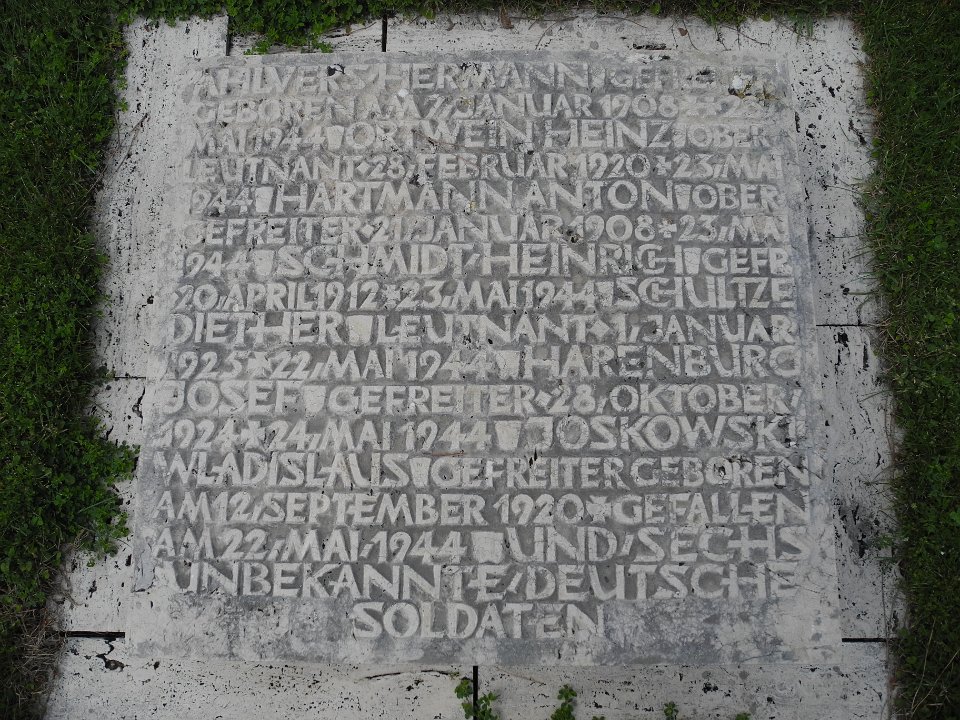 AHLVERS, HERMANN GEFREITER
GEBOREN AM 7, JANUAR 1908 + 23,
MAI 1944 ORTWEIN, HEINZ OBER
LEUTNANT 28, FEBRUAR 1920 + 23, MAI
1944 HARTMANN ANTON OBER
GEFREITER 21, JANUAR 1908 + 23, MAI
1944 SCHMIDT, HEINRICH GEFR
20, APRIL 1912 + 23, MAI 1944 SCHULTZE
DIETHER LEUTNANT 1, JANUAR
1925 + 22, MAI 1944 HARENBURG
JOSEF GEFREITER 28, OKTOBER,
1924 + 24, MAI 1944 JOSKOWSKI
WLADISLAUS GEFREITER GEBOREN
AM 12, SEPTEMBER 1920 + GEFALLEN
AM 22, MAI, 1944 UND, SECHS
UNBEKANNTE, DEUTSCHE
SOLDATEN